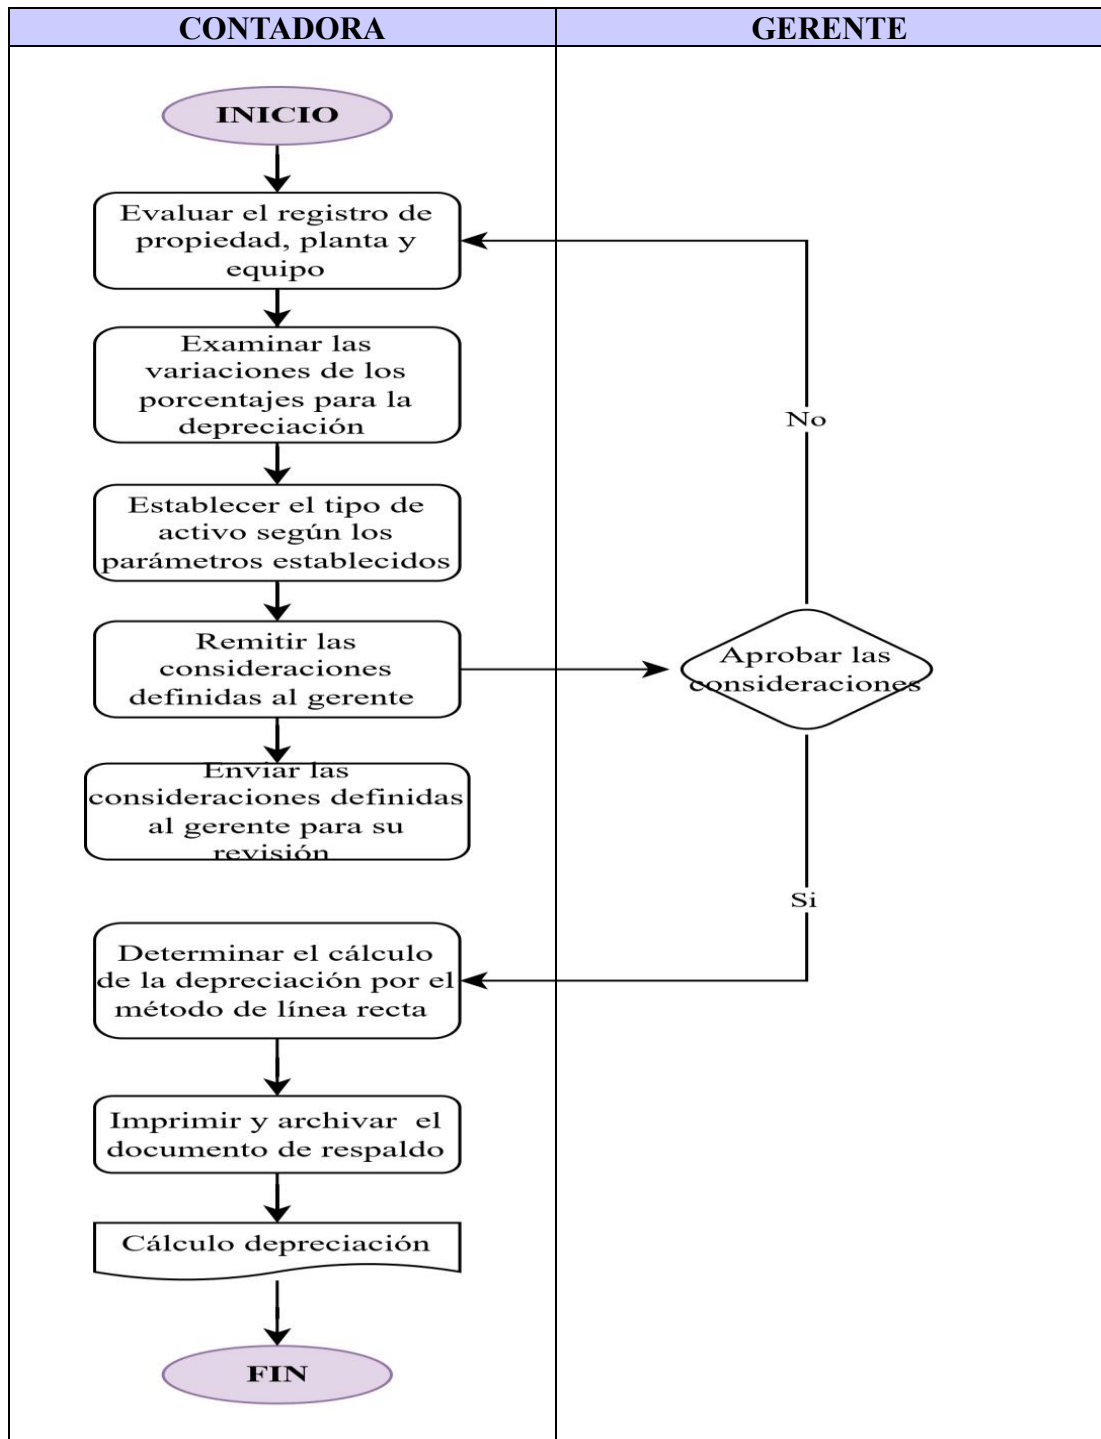 CONTADORA
GERENTE
INICIO
Evaluar el registro de
propiedad, planta y
equipo
Examinar las
variaciones de los
porcentajes para la
depreciación
No
Establecer el tipo de
activo según los
parámetros establecidos
Remitir las
consideraciones
definidas al gerente
Aprobar las
consideraciones
Enviar las
consideraciones definidas
al gerente para su
revisión
Si
Determinar el cálculo
de la depreciación por el
método de línea recta
Imprimir y archivar el
documento de respaldo
Cálculo depreciación
FIN